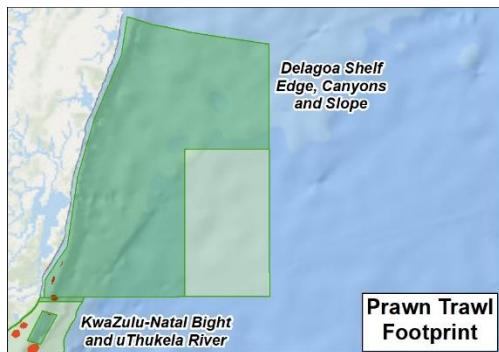 Delagoa Shelf
Edge, Canyons
and Slope
KwaZulu-Natal Bight
and uThukela River
Prawn Trawl
Footprint